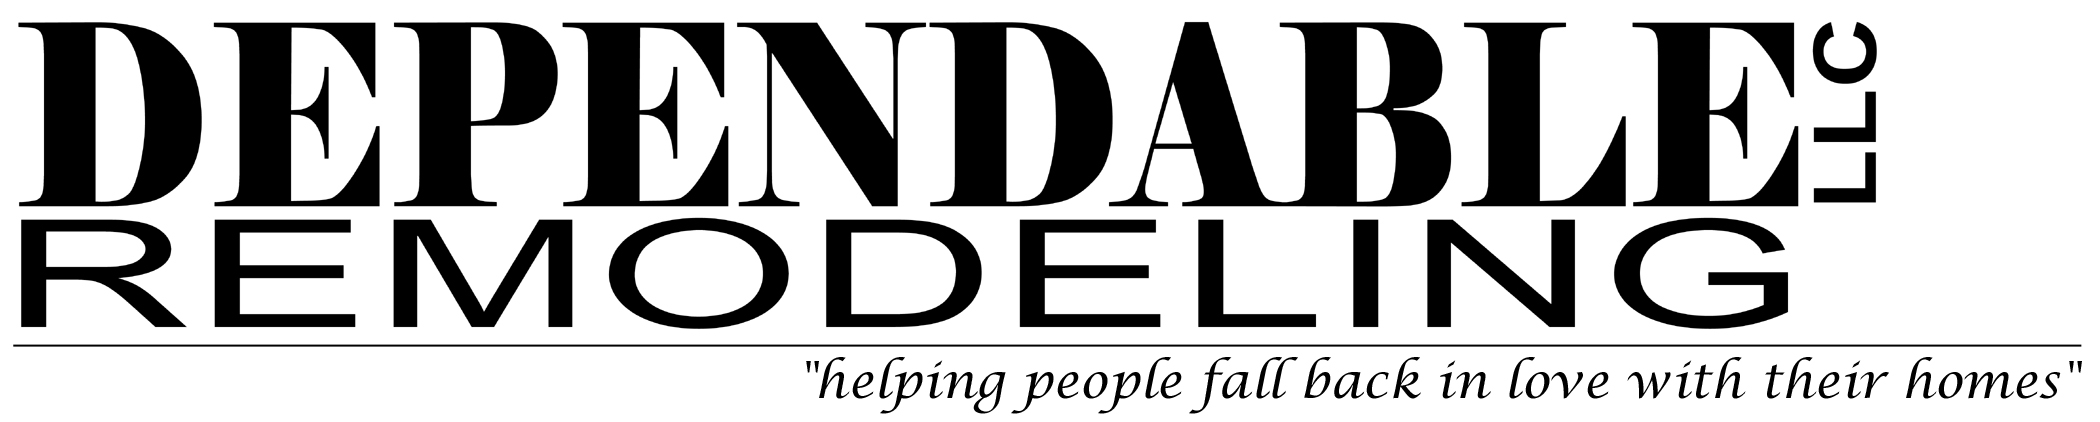 DEPENDABLE LLC
REMODELING
"helping people fall back in love with their homes"